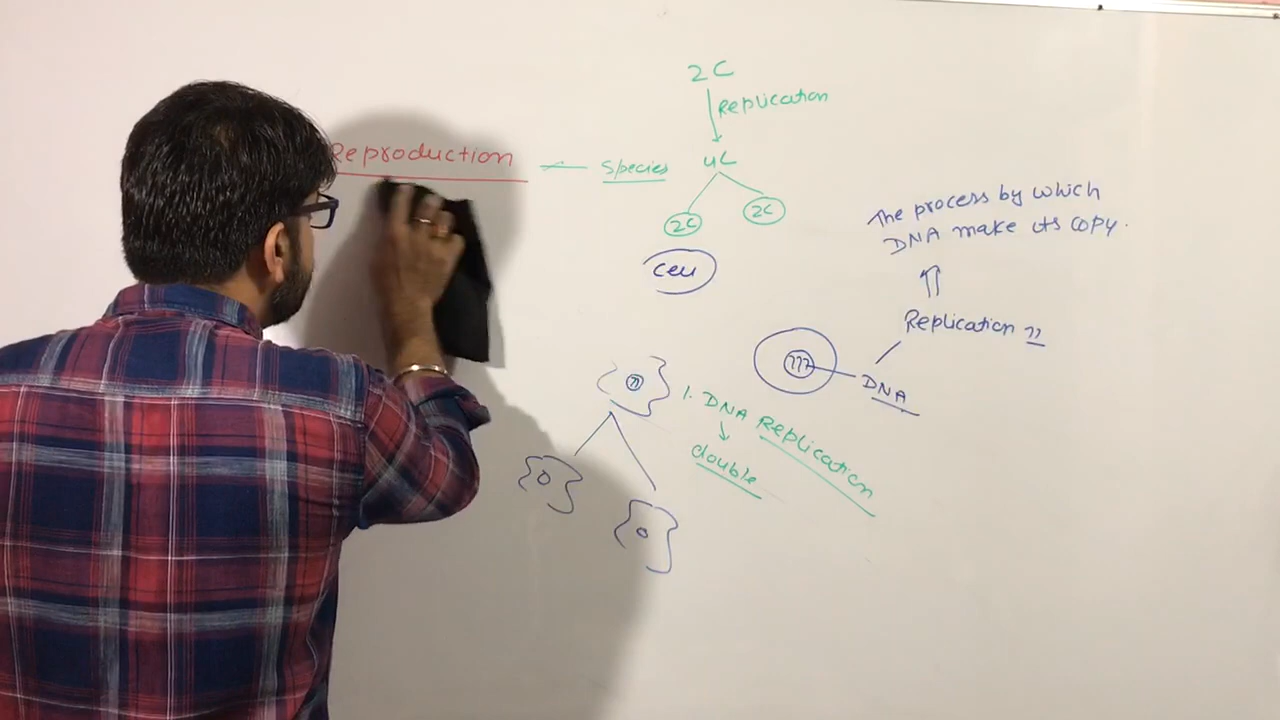 2C
Replication
Reproduction
Species
4C
2C
2C
Cell
The process by which
DNA make its copy.
Replication
DNA
1. DNA Replication
double